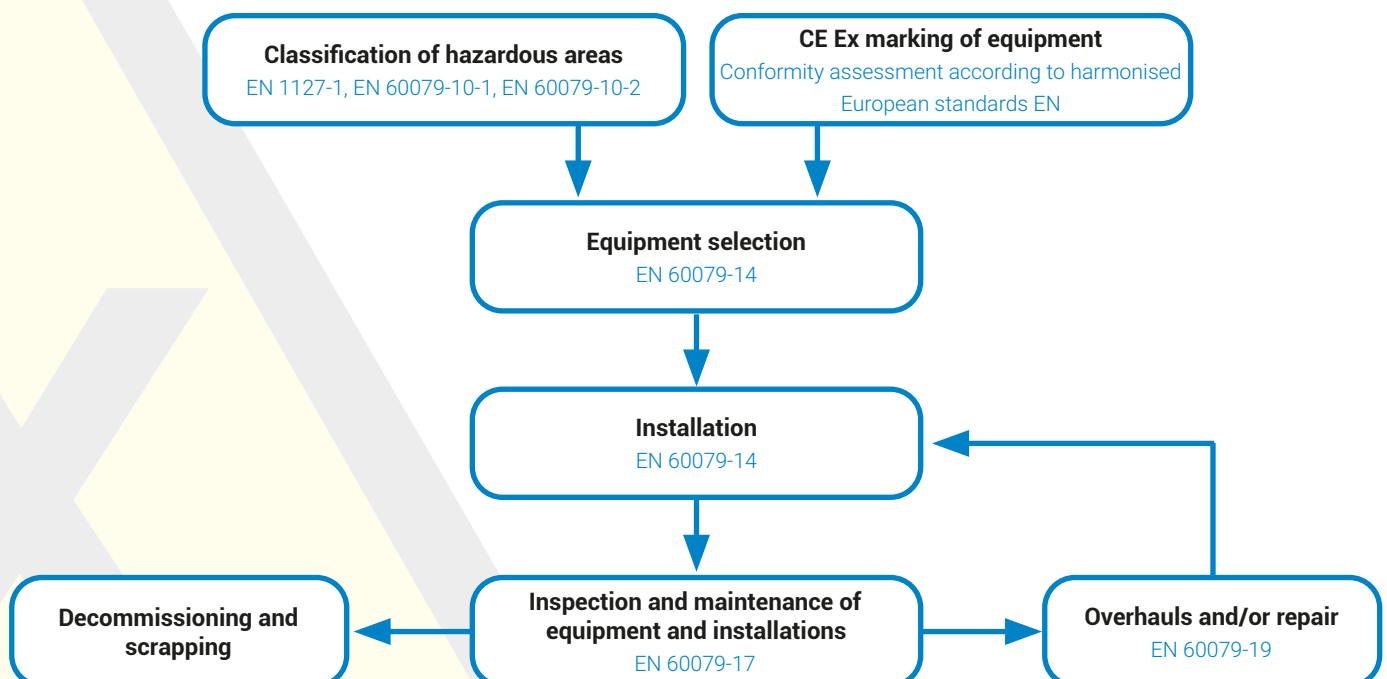 Classification of hazardous areas
EN 1127-1, EN 60079-10-1, EN 60079-10-2
CE Ex marking of equipment
Conformity assessment according to harmonised
European standards EN
Equipment selection
EN 60079-14
Installation
EN 60079-14
Decommissioning and
scrapping
Inspection and maintenance of
equipment and installations
EN 60079-17
Overhauls and/or repair
EN 60079-19